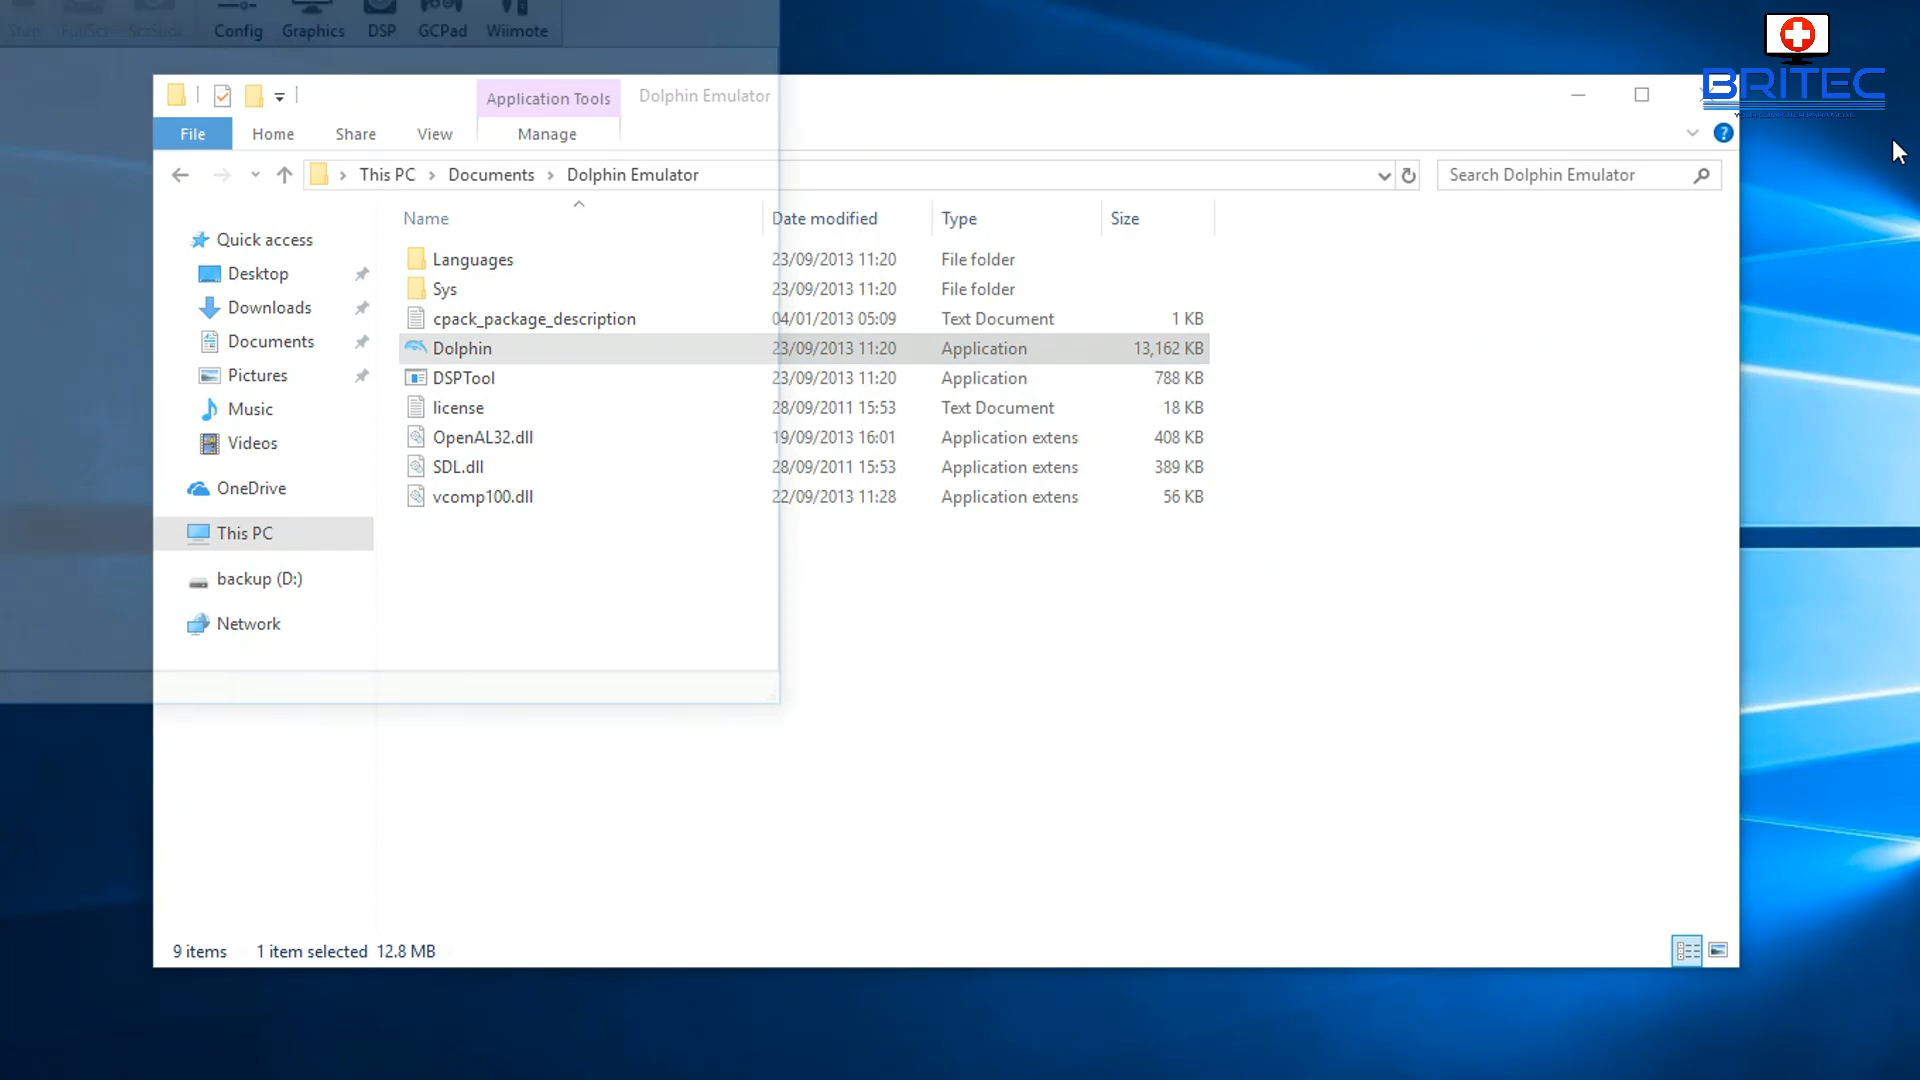 Stop FullScr ScrShot Config Graphics DSP GCPad Wiimote
BRITEC
Application Tools Dolphin Emulator
File Home Share View Manage
This PC Documents Dolphin Emulator Search Dolphin Emulator
Name Date modified Type Size
Quick access
Desktop
Downloads
Documents
Pictures
Music
Videos
OneDrive
This PC
backup (D:)
Network
Languages 23/09/2013 11:20 File folder
Sys 23/09/2013 11:20 File folder
cpack_package_description 04/01/2013 05:09 Text Document 1 KB
Dolphin 23/09/2013 11:20 Application 13,162 KB
DSPTool 23/09/2013 11:20 Application 788 KB
license 28/09/2011 15:53 Text Document 18 KB
OpenAL32.dll 19/09/2013 16:01 Application extens 408 KB
SDL.dll 28/09/2011 15:53 Application extens 389 KB
vcomp100.dll 22/09/2013 11:28 Application extens 56 KB
9 items 1 item selected 12.8 MB